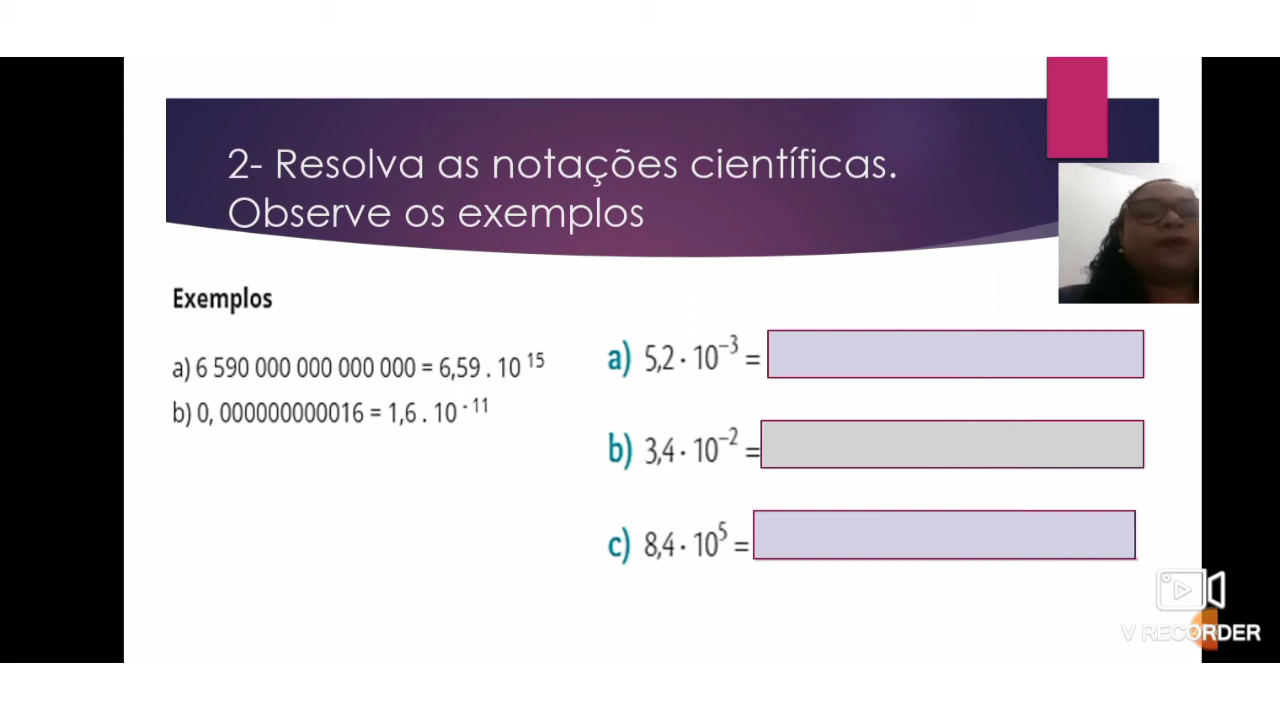 2- Resolva as notações científicas.
Observe os exemplos
Exemplos
a) 6 590 000 000 000 000 = 6,59 . 10 ¹⁵
b) 0, 000000000016 = 1,6 . 10 ⁻ ¹¹
a) 5,2 · 10⁻³ =
b) 3,4 · 10⁻² =
c) 8,4 · 10⁵ =
V RECORDER